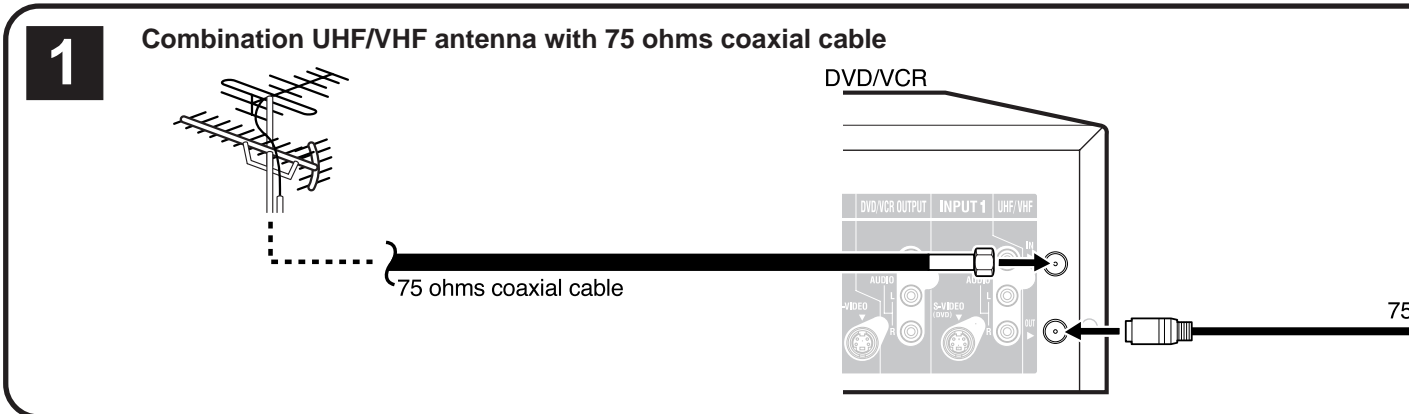 1
Combination UHF/VHF antenna with 75 ohms coaxial cable
DVD/VCR
DVD/VCR OUTPUT INPUT 1 UHF/VHF
IN
75 ohms coaxial cable
AUDIO AUDIO
L L
-VIDEO S-VIDEO
(DVD)
R R OUT
75